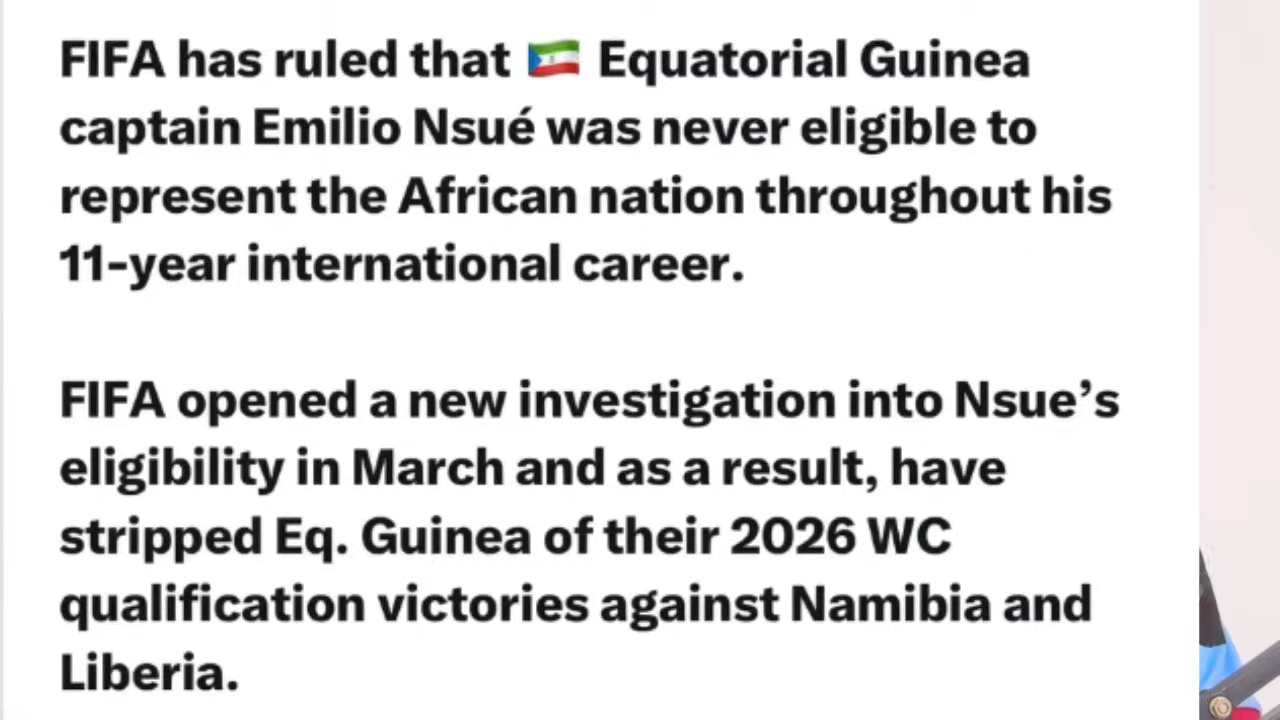 FIFA has ruled that 🇬🇶 Equatorial Guinea
captain Emilio Nsué was never eligible to
represent the African nation throughout his
11-year international career.
FIFA opened a new investigation into Nsue’s
eligibility in March and as a result, have
stripped Eq. Guinea of their 2026 WC
qualification victories against Namibia and
Liberia.